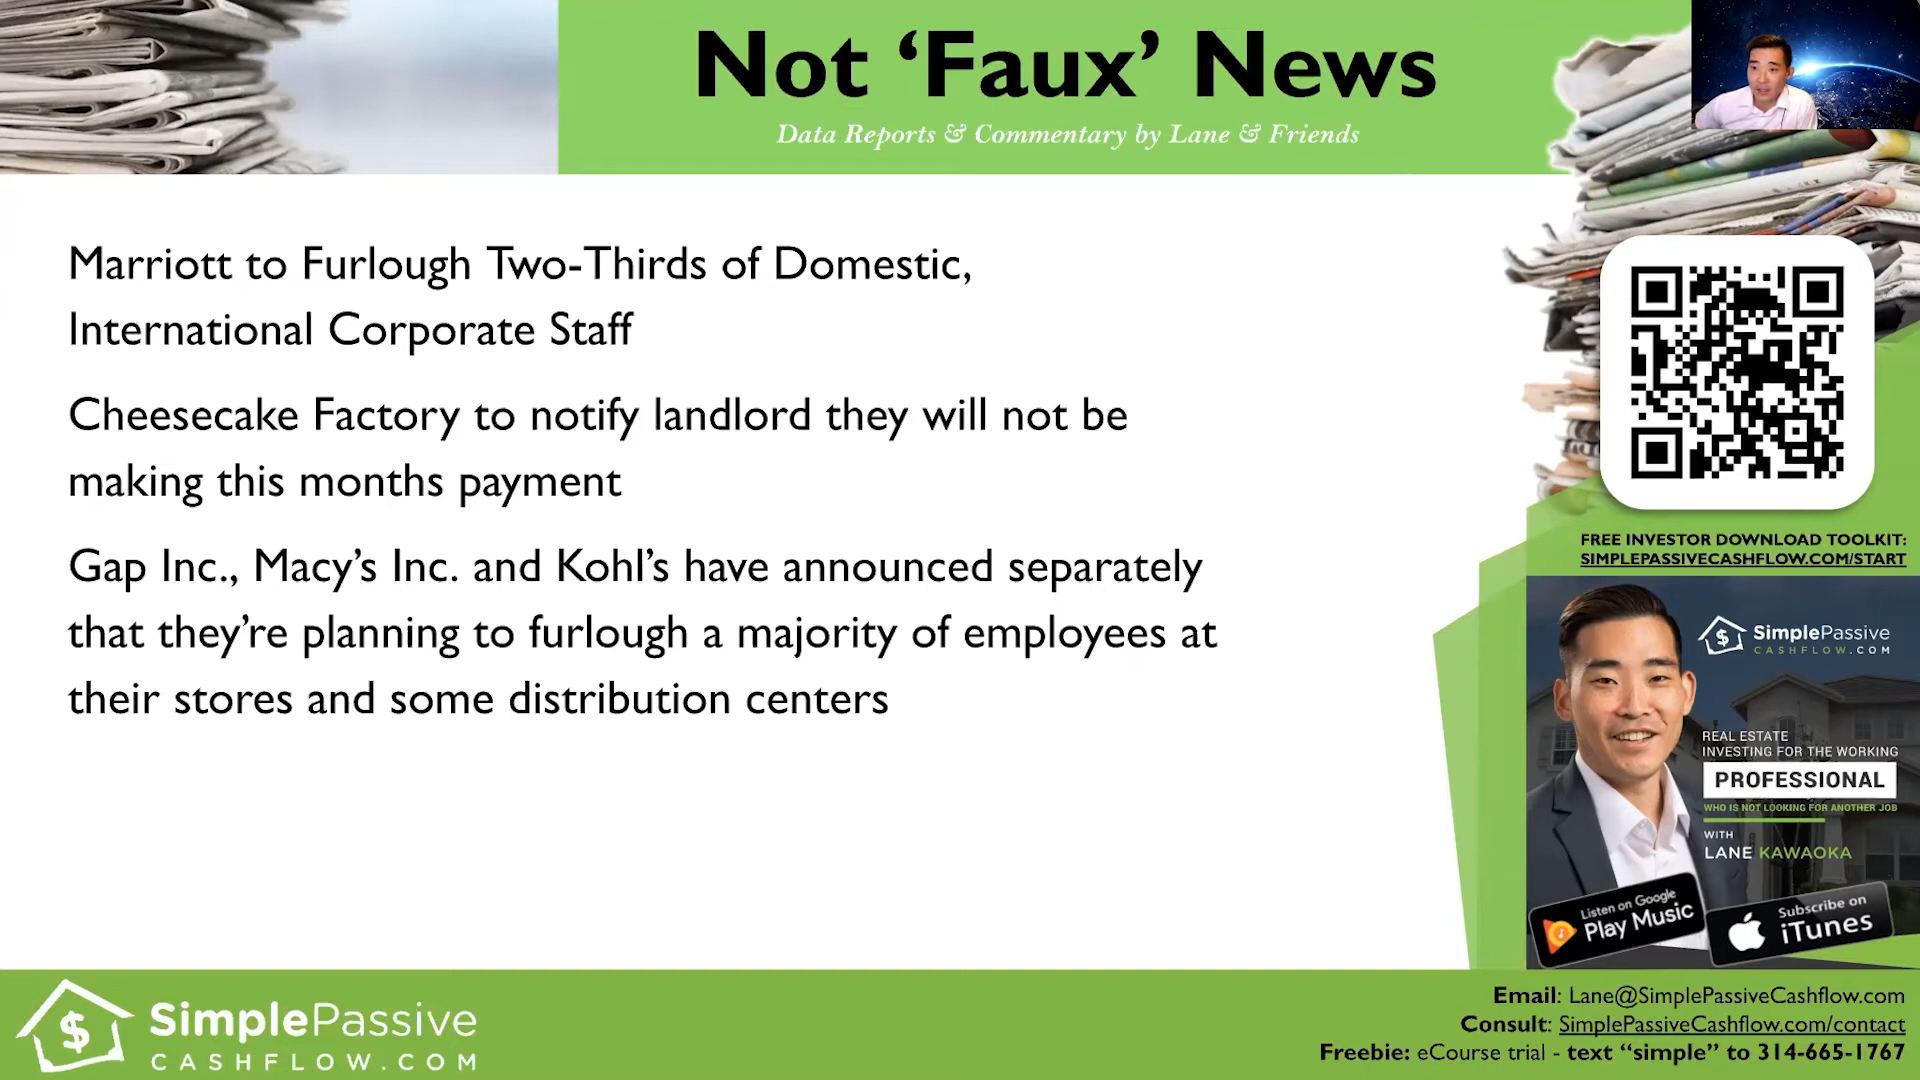 Not ‘Faux’ News
Data Reports & Commentary by Lane & Friends
Marriott to Furlough Two-Thirds of Domestic,
International Corporate Staff
Cheesecake Factory to notify landlord they will not be
making this months payment
Gap Inc., Macy’s Inc. and Kohl’s have announced separately
that they’re planning to furlough a majority of employees at
their stores and some distribution centers
FREE INVESTOR DOWNLOAD TOOLKIT:
SIMPLEPASSIVECASHFLOW.COM/START
$ SimplePassive
CASHFLOW.COM
REAL ESTATE
INVESTING FOR THE WORKING
PROFESSIONAL
WHO IS NOT LOOKING FOR ANOTHER JOB
WITH
LANE KAWAOKA
Listen on Google
Play Music
Subscribe on
iTunes
$ SimplePassive
CASHFLOW.COM
Email: Lane@SimplePassiveCashflow.com
Consult: SimplePassiveCashflow.com/contact
Freebie: eCourse trial - text “simple” to 314-665-1767